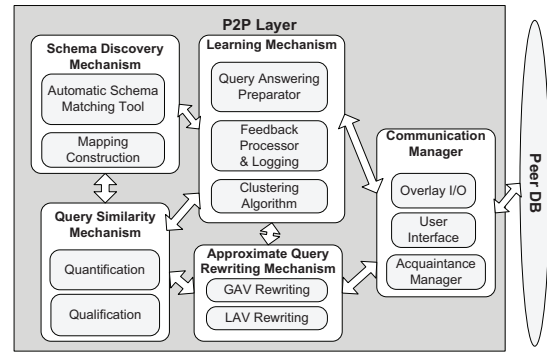 P2P Layer
Schema Discovery
Mechanism
Automatic Schema
Matching Tool
Mapping
Construction
Learning Mechanism
Query Answering
Preparator
Feedback
Processor
& Logging
Clustering
Algorithm
Communication
Manager
Overlay I/O
User
Interface
Acquaintance
Manager
Query Similarity
Mechanism
Quantification
Qualification
Approximate Query
Rewriting Mechanism
GAV Rewriting
LAV Rewriting
Peer DB